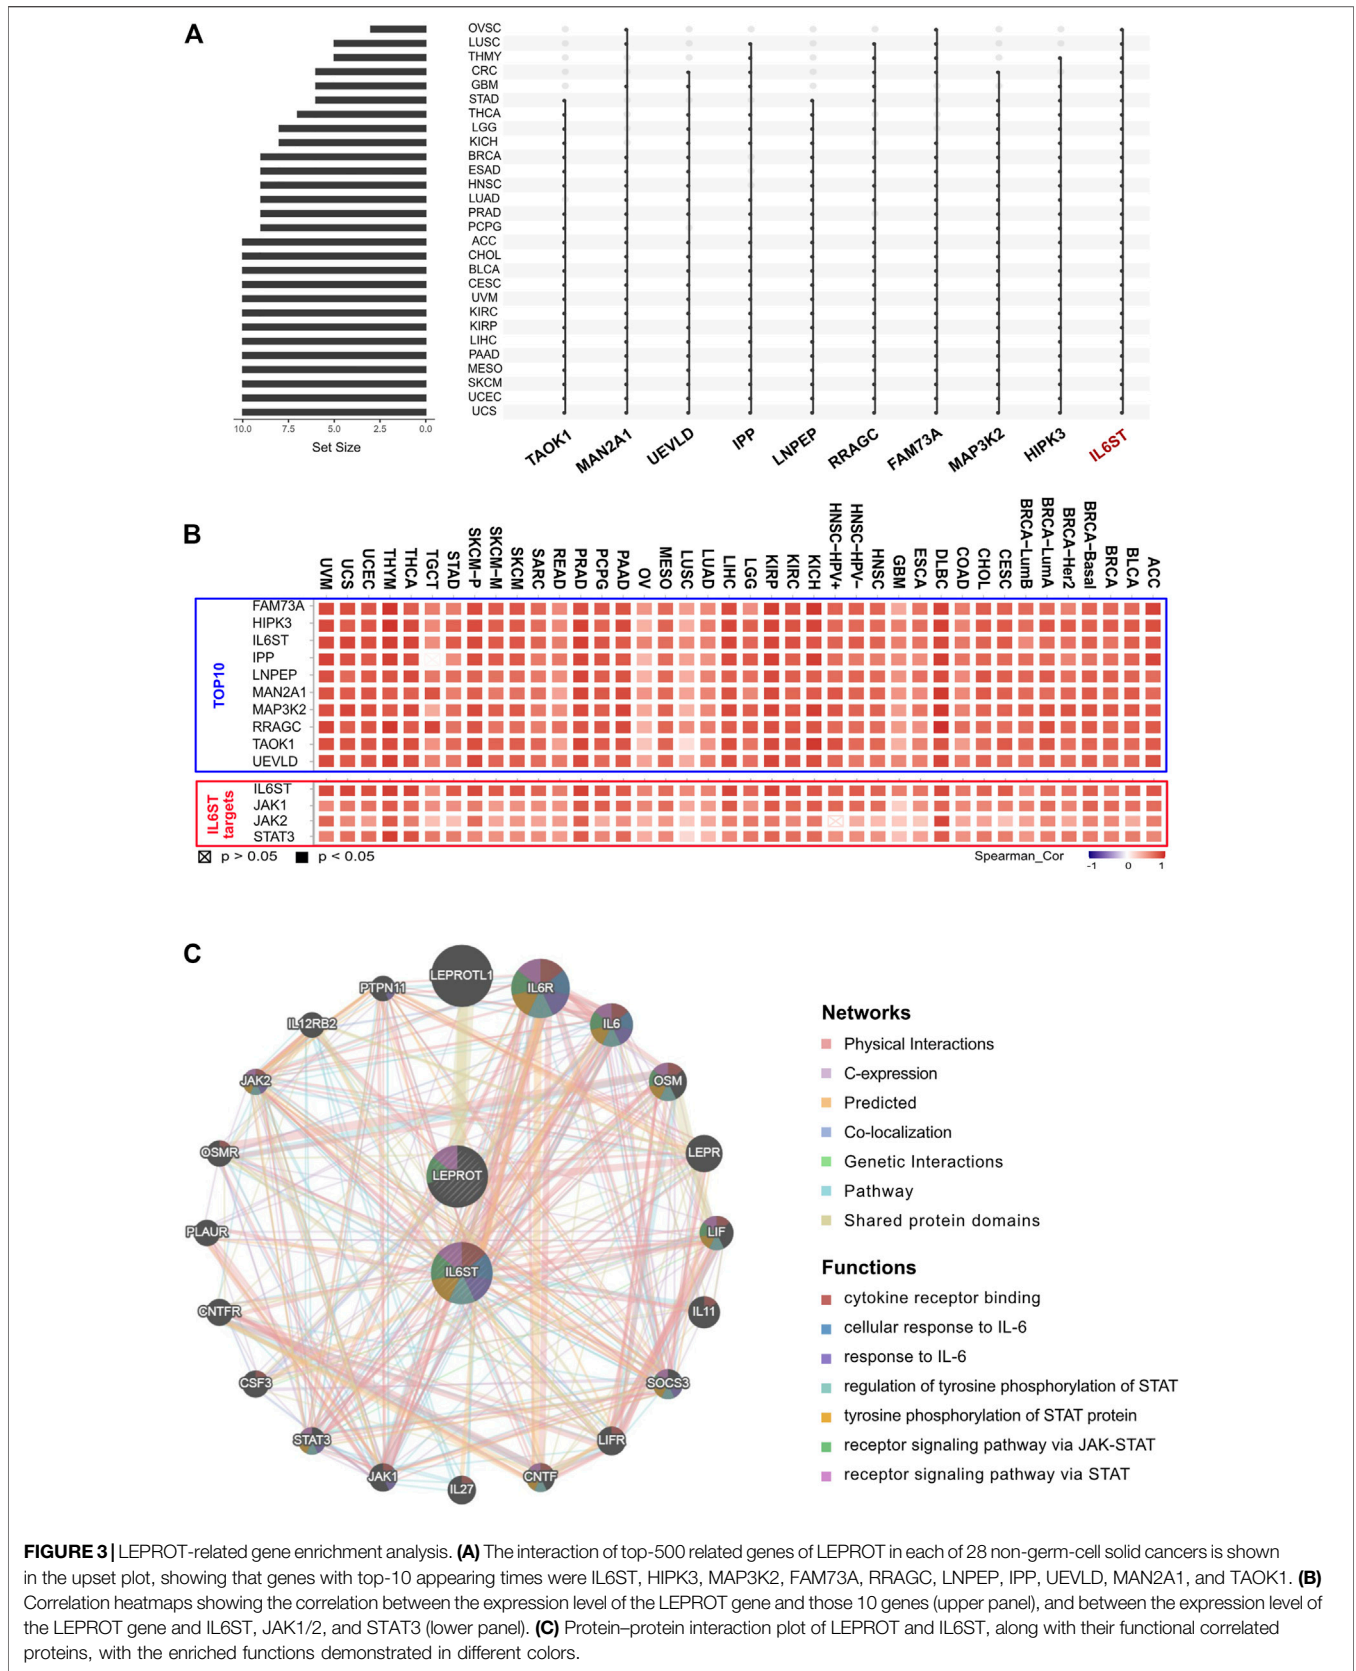 A
OVSC
LUSC
THMY
CRC
GBM
STAD
THCA
LGG
KICH
BRCA
ESAD
HNSC
LUAD
PRAD
PCPG
ACC
CHOL
BLCA
CESC
UVM
KIRC
KIRP
LIHC
PAAD
MESO
SKCM
UCEC
UCS
10.0 7.5 5.0 2.5 0.0
Set Size
TAOK1 MAN2A1 UEVLD IPP LNPEP RRAGC FAM73A MAP3K2 HIPK3 IL6ST
B
UVM UCS UCEC THYM THCA TGCT STAD SKCM-P SKCM-M SKCM SARC READ PRAD PCPG PAAD OV MESO LUSC LUAD LIHC LGG KIRP KIRC KICH HNSC-HPV+ HNSC-HPV- HNSC GBM ESCA DLBC COAD CHOL CESC BRCA-LumB BRCA-LumA BRCA-Her2 BRCA-Basal BRCA BLCA ACC
TOP10
FAM73A
HIPK3
IL6ST
IPP
LNPEP
MAN2A1
MAP3K2
RRAGC
TAOK1
UEVLD
IL6ST
targets
IL6ST
JAK1
JAK2
STAT3
p > 0.05 p < 0.05
Spearman_Cor
-1 0 1
C
LEPROTL1
IL6R
IL6
OSM
LEPR
LIF
IL11
SOCS3
LIFR
CNTF
IL27
JAK1
STAT3
CSF3
CNTFR
PLAUR
OSMR
JAK2
IL12RB2
PTPN11
LEPROT
IL6ST
Networks
Physical Interactions
C-expression
Predicted
Co-localization
Genetic Interactions
Pathway
Shared protein domains
Functions
cytokine receptor binding
cellular response to IL-6
response to IL-6
regulation of tyrosine phosphorylation of STAT
tyrosine phosphorylation of STAT protein
receptor signaling pathway via JAK-STAT
receptor signaling pathway via STAT
FIGURE 3 | LEPROT-related gene enrichment analysis. (A) The interaction of top-500 related genes of LEPROT in each of 28 non-germ-cell solid cancers is shown
in the upset plot, showing that genes with top-10 appearing times were IL6ST, HIPK3, MAP3K2, FAM73A, RRAGC, LNPEP, IPP, UEVLD, MAN2A1, and TAOK1. (B)
Correlation heatmaps showing the correlation between the expression level of the LEPROT gene and those 10 genes (upper panel), and between the expression level of
the LEPROT gene and IL6ST, JAK1/2, and STAT3 (lower panel). (C) Protein–protein interaction plot of LEPROT and IL6ST, along with their functional correlated
proteins, with the enriched functions demonstrated in different colors.